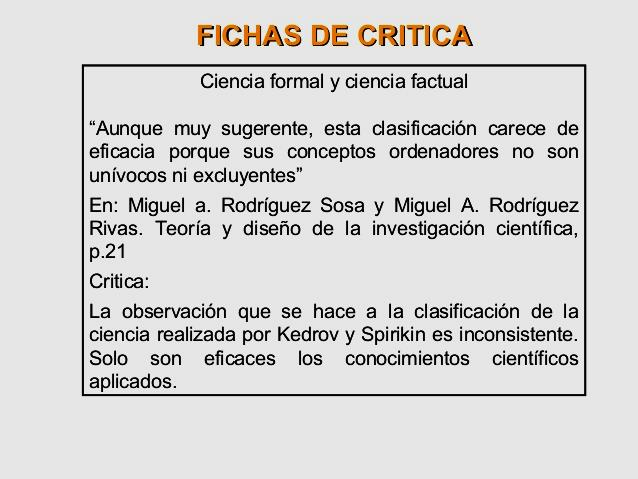 FICHAS DE CRITICA
Ciencia formal y ciencia factual
“Aunque muy sugerente, esta clasificación carece de
eficacia porque sus conceptos ordenadores no son
unívocos ni excluyentes”
En: Miguel a. Rodríguez Sosa y Miguel A. Rodríguez
Rivas. Teoría y diseño de la investigación científica,
p.21
Critica:
La observación que se hace a la clasificación de la
ciencia realizada por Kedrov y Spirikin es inconsistente.
Solo son eficaces los conocimientos científicos
aplicados.